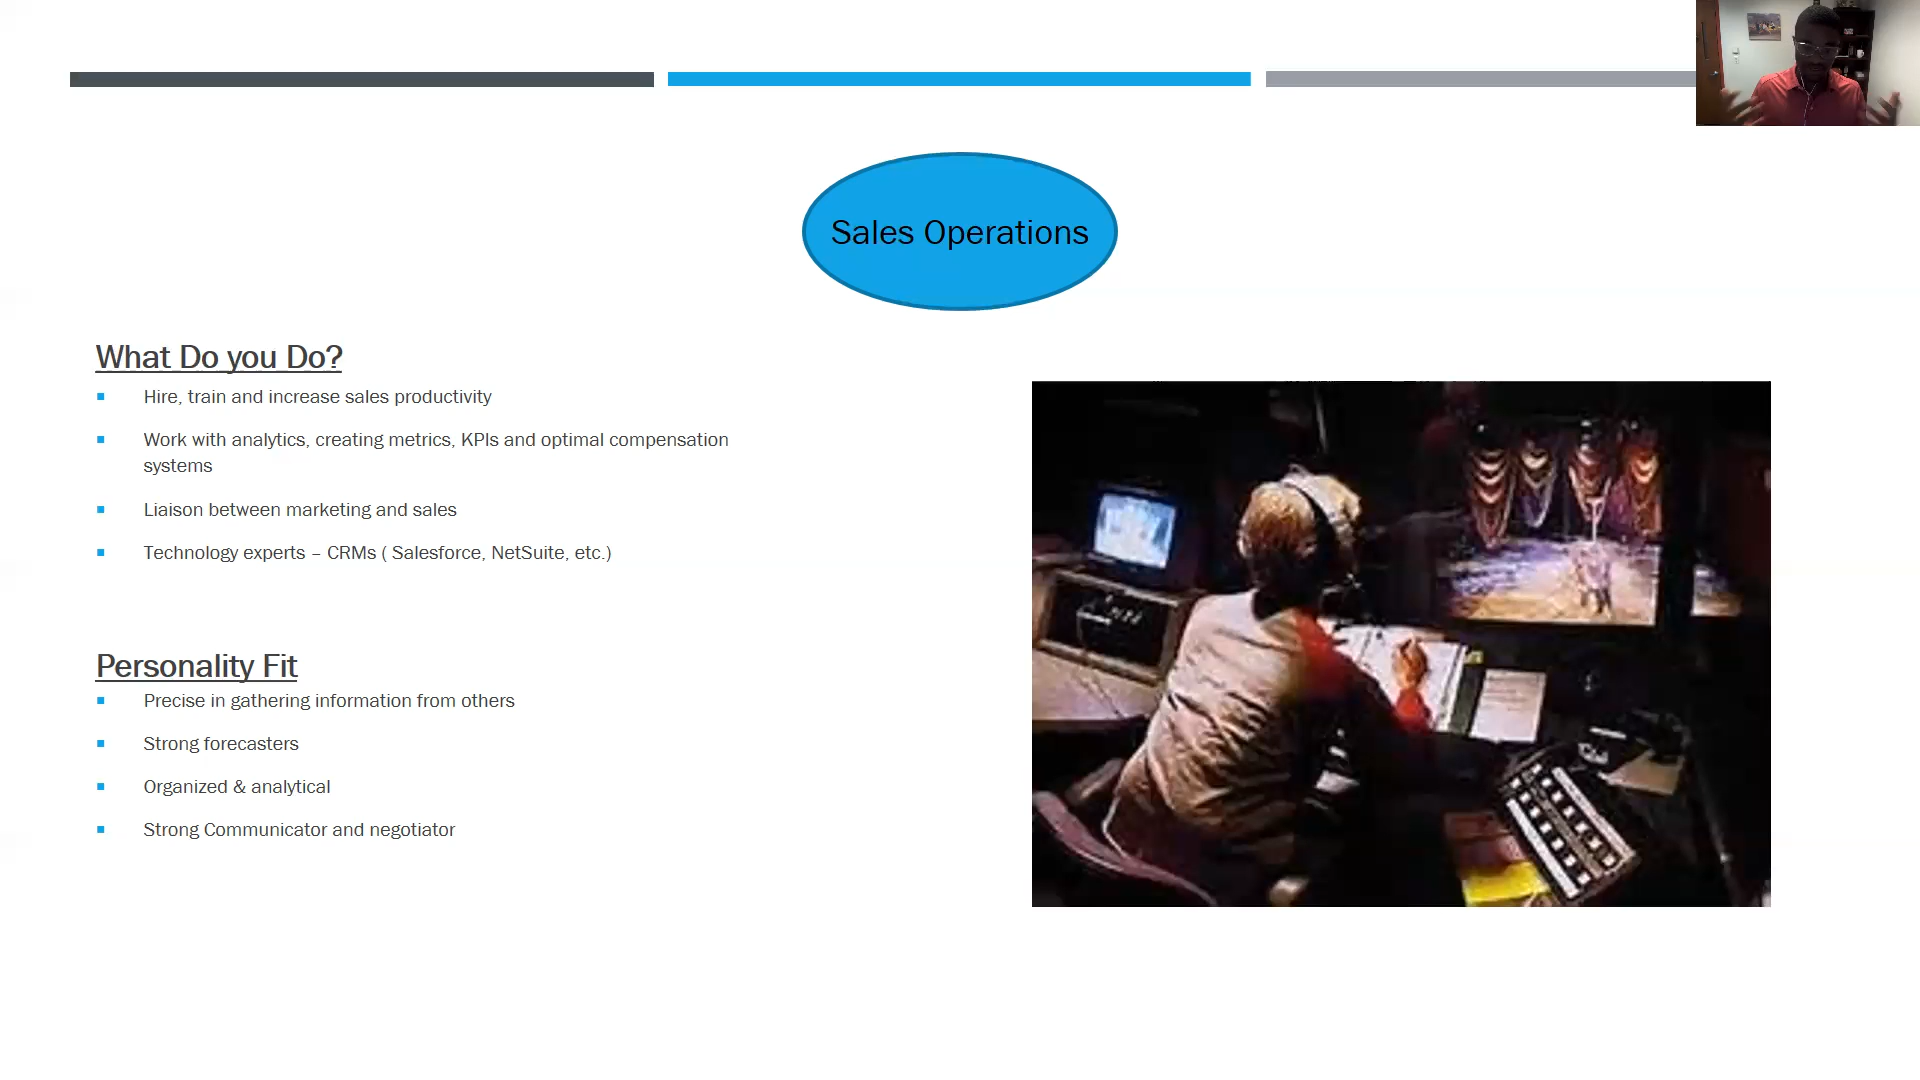 Sales Operations
What Do you Do?
Hire, train and increase sales productivity
Work with analytics, creating metrics, KPIs and optimal compensation
systems
Liaison between marketing and sales
Technology experts – CRMs ( Salesforce, NetSuite, etc.)
Personality Fit
Precise in gathering information from others
Strong forecasters
Organized & analytical
Strong Communicator and negotiator